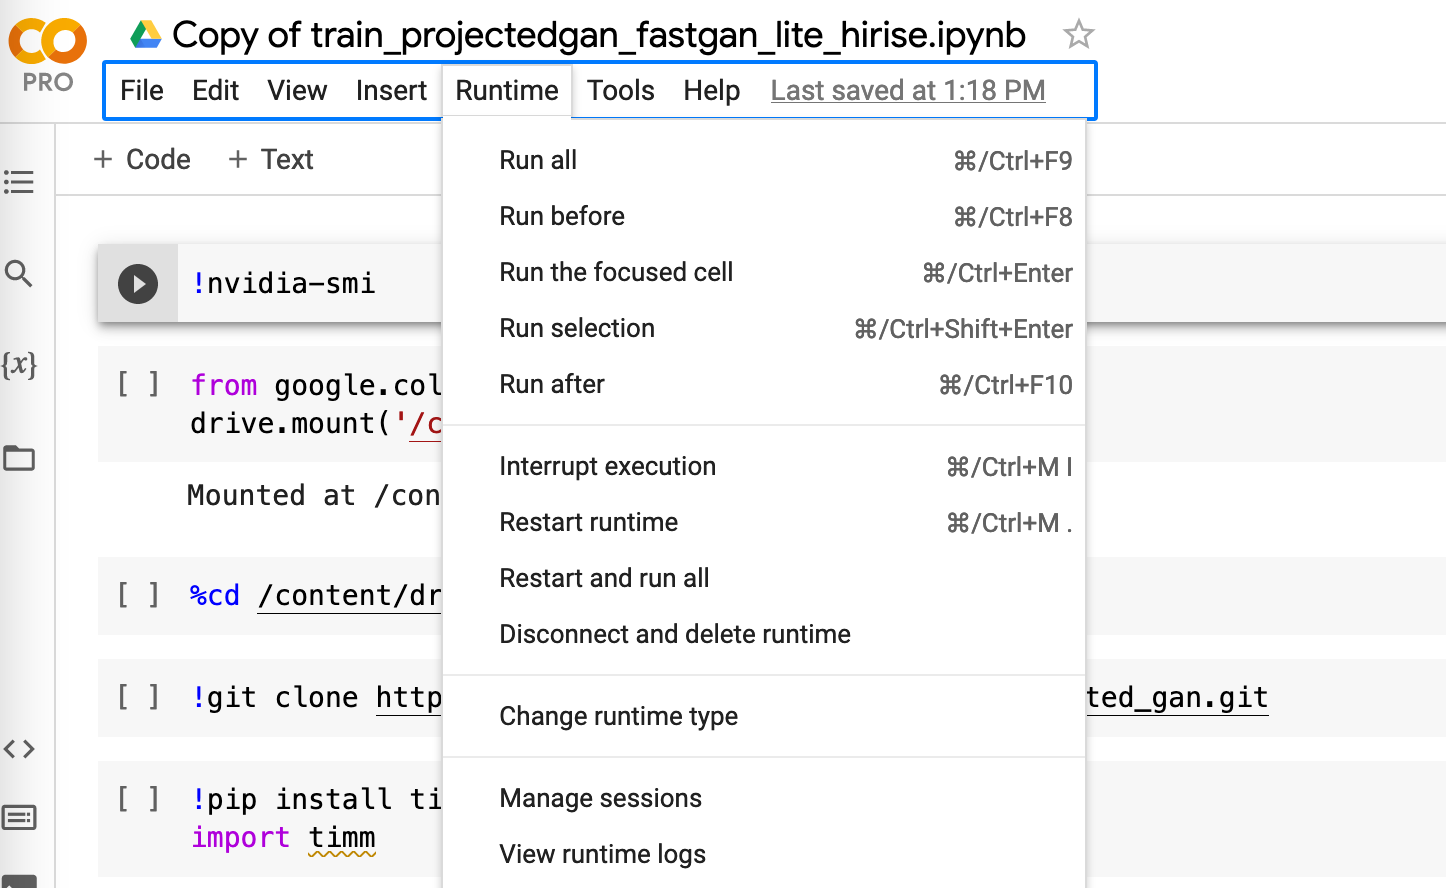 Copy of train_projectedgan_fastgan_lite_hirise.ipynb
PRO
File Edit View Insert Runtime Tools Help Last saved at 1:18 PM
+ Code + Text
Run all ⌘/Ctrl+F9
Run before ⌘/Ctrl+F8
Run the focused cell ⌘/Ctrl+Enter
Run selection ⌘/Ctrl+Shift+Enter
Run after ⌘/Ctrl+F10
Interrupt execution ⌘/Ctrl+M I
Restart runtime ⌘/Ctrl+M .
Restart and run all
Disconnect and delete runtime
Change runtime type
Manage sessions
View runtime logs
!nvidia-smi
[ ] from google.col
drive.mount('/c
Mounted at /con
[ ] %cd /content/dr
[ ] !git clone http ted_gan.git
[ ] !pip install ti
import timm
{x}
<>